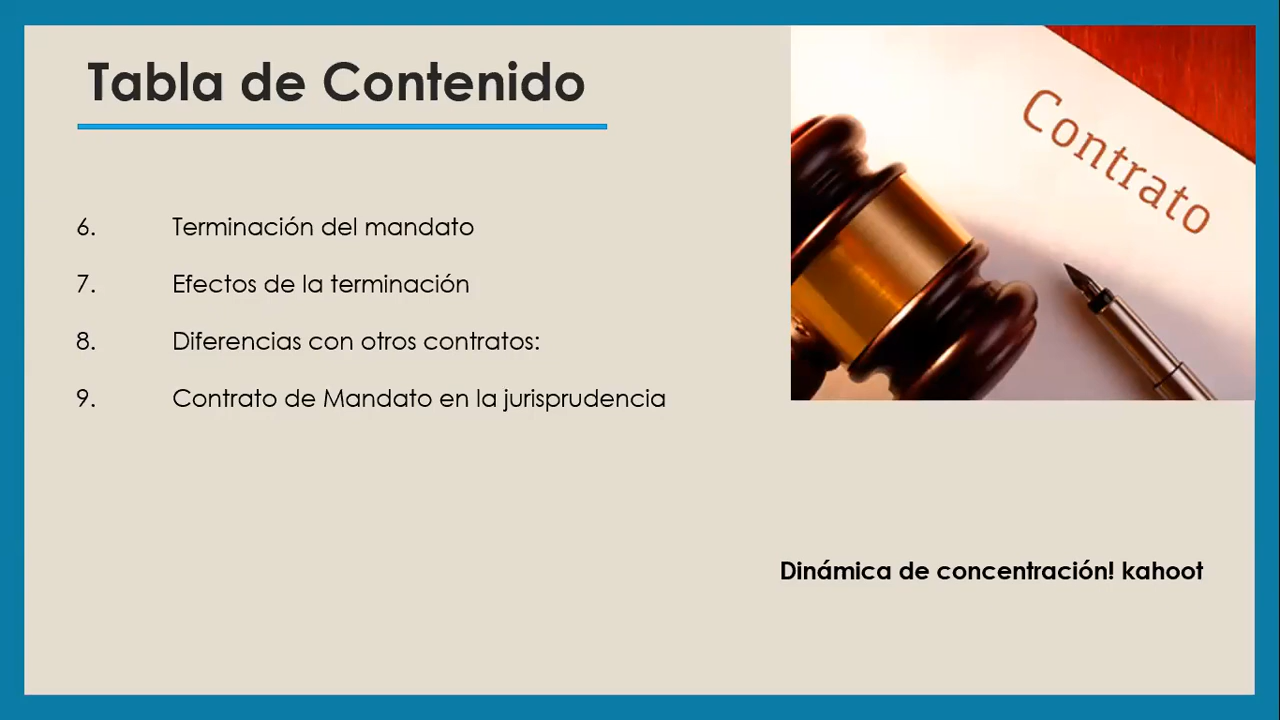 Tabla de Contenido
Contrato
6. Terminación del mandato
7. Efectos de la terminación
8. Diferencias con otros contratos:
9. Contrato de Mandato en la jurisprudencia
Dinámica de concentración! kahoot